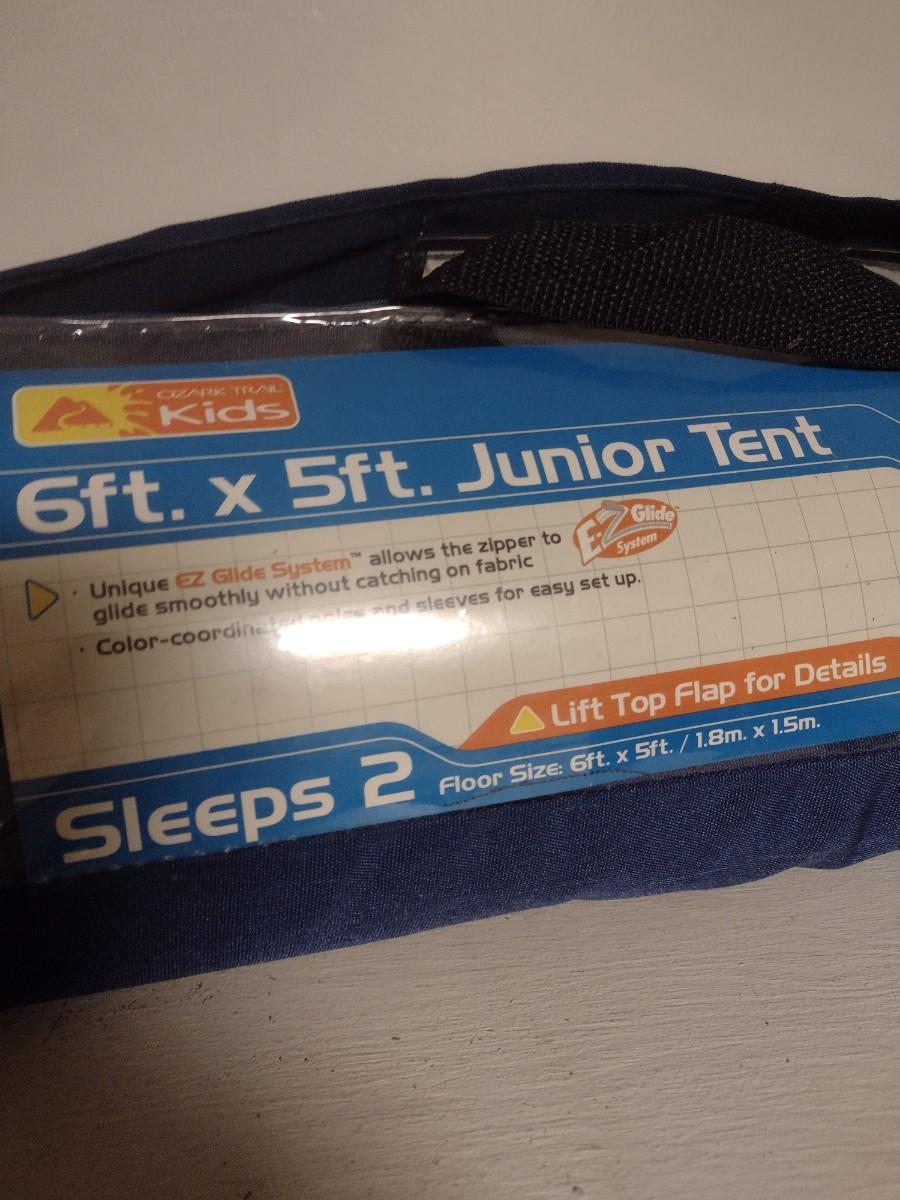 OZARK TRAIL
Kids
6ft. x 5ft. Junior Tent
· Unique EZ Glide System™ allows the zipper to
glide smoothly without catching on fabric
E-Z Glide™
System
· Color-coordinated poles and sleeves for easy set up.
Lift Top Flap for Details
Sleeps 2
Floor Size: 6ft. x 5ft. / 1.8m. x 1.5m.